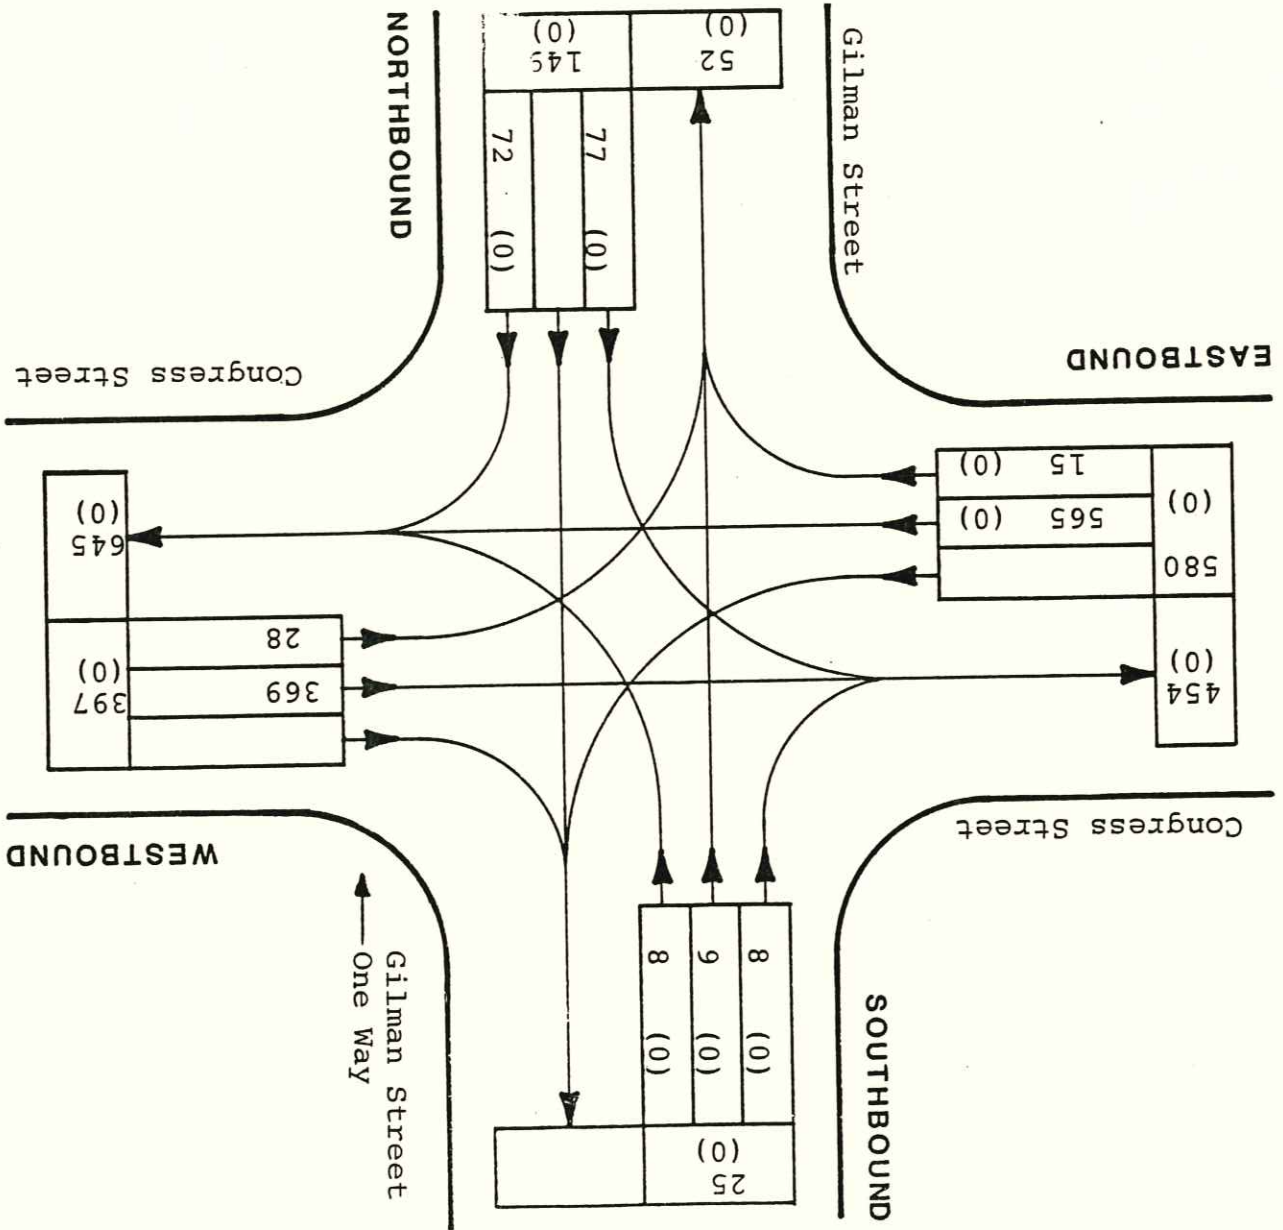 25
(0)
SOUTHBOUND
8 (0)
9 (0)
8 (0)
Gilman Street
One Way
Congress Street
WESTBOUND
454
(0)
580
(0)
565 (0)
15 (0)
397
(0)
369
28
645
(0)
EASTBOUND
Congress Street
Gilman Street
77 (0)
72 (0)
NORTHBOUND
52
(0)
149
(0)